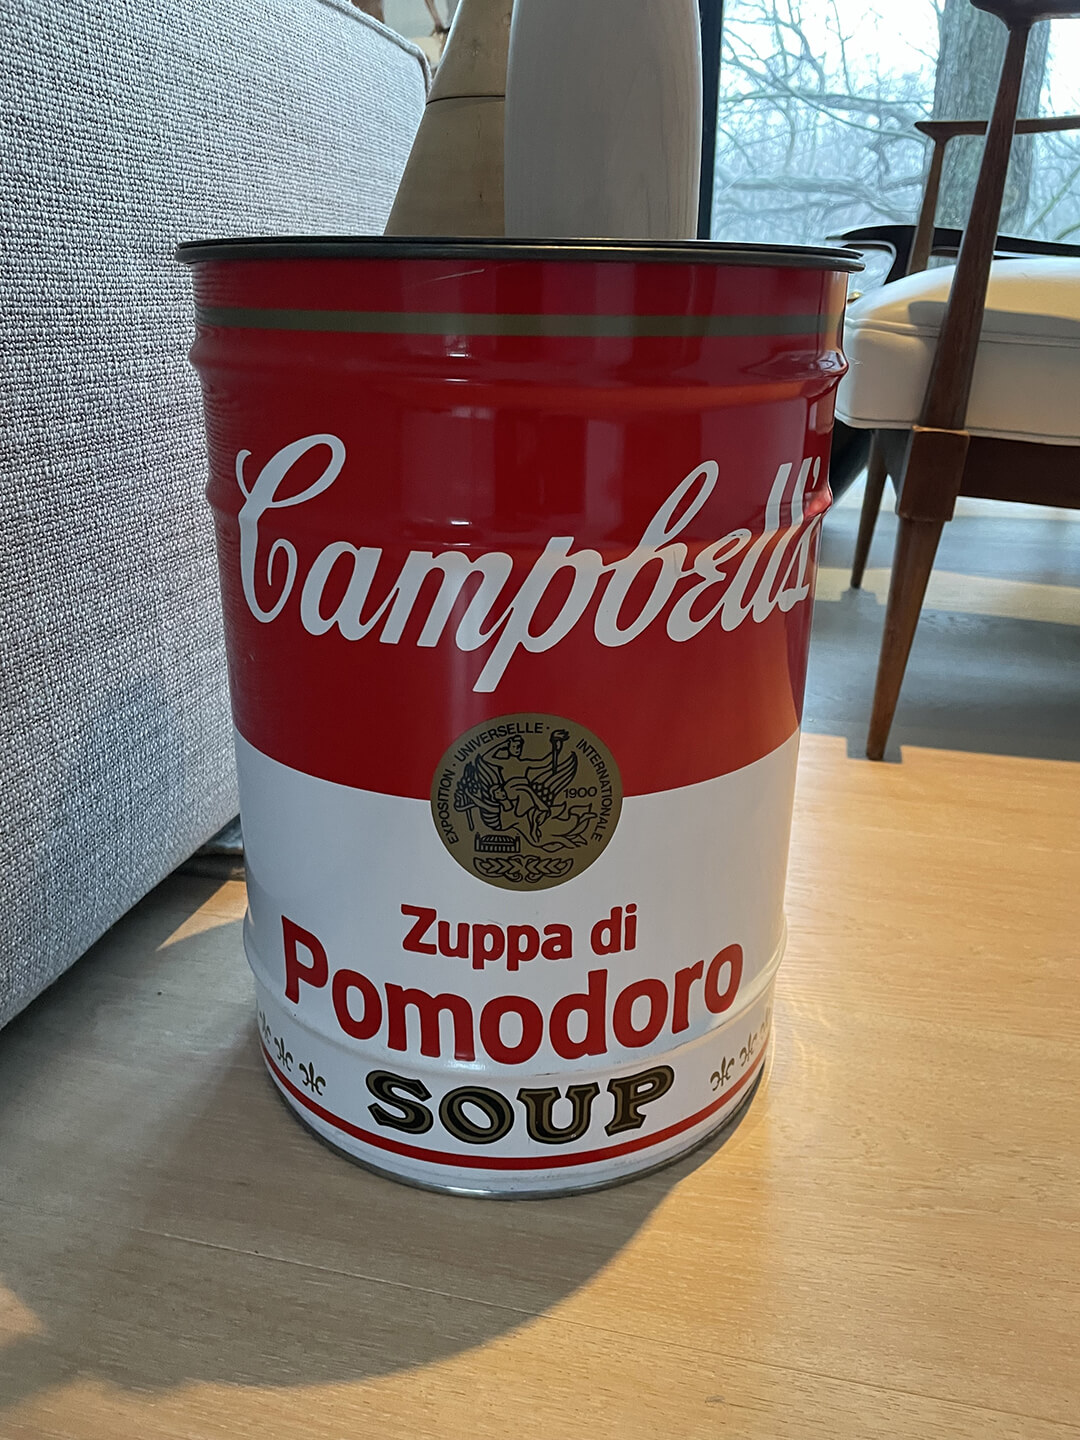 Campbell's
EXPOSITION · UNIVERSELLE · INTERNATIONALE
1900
Zuppa di
Pomodoro
SOUP